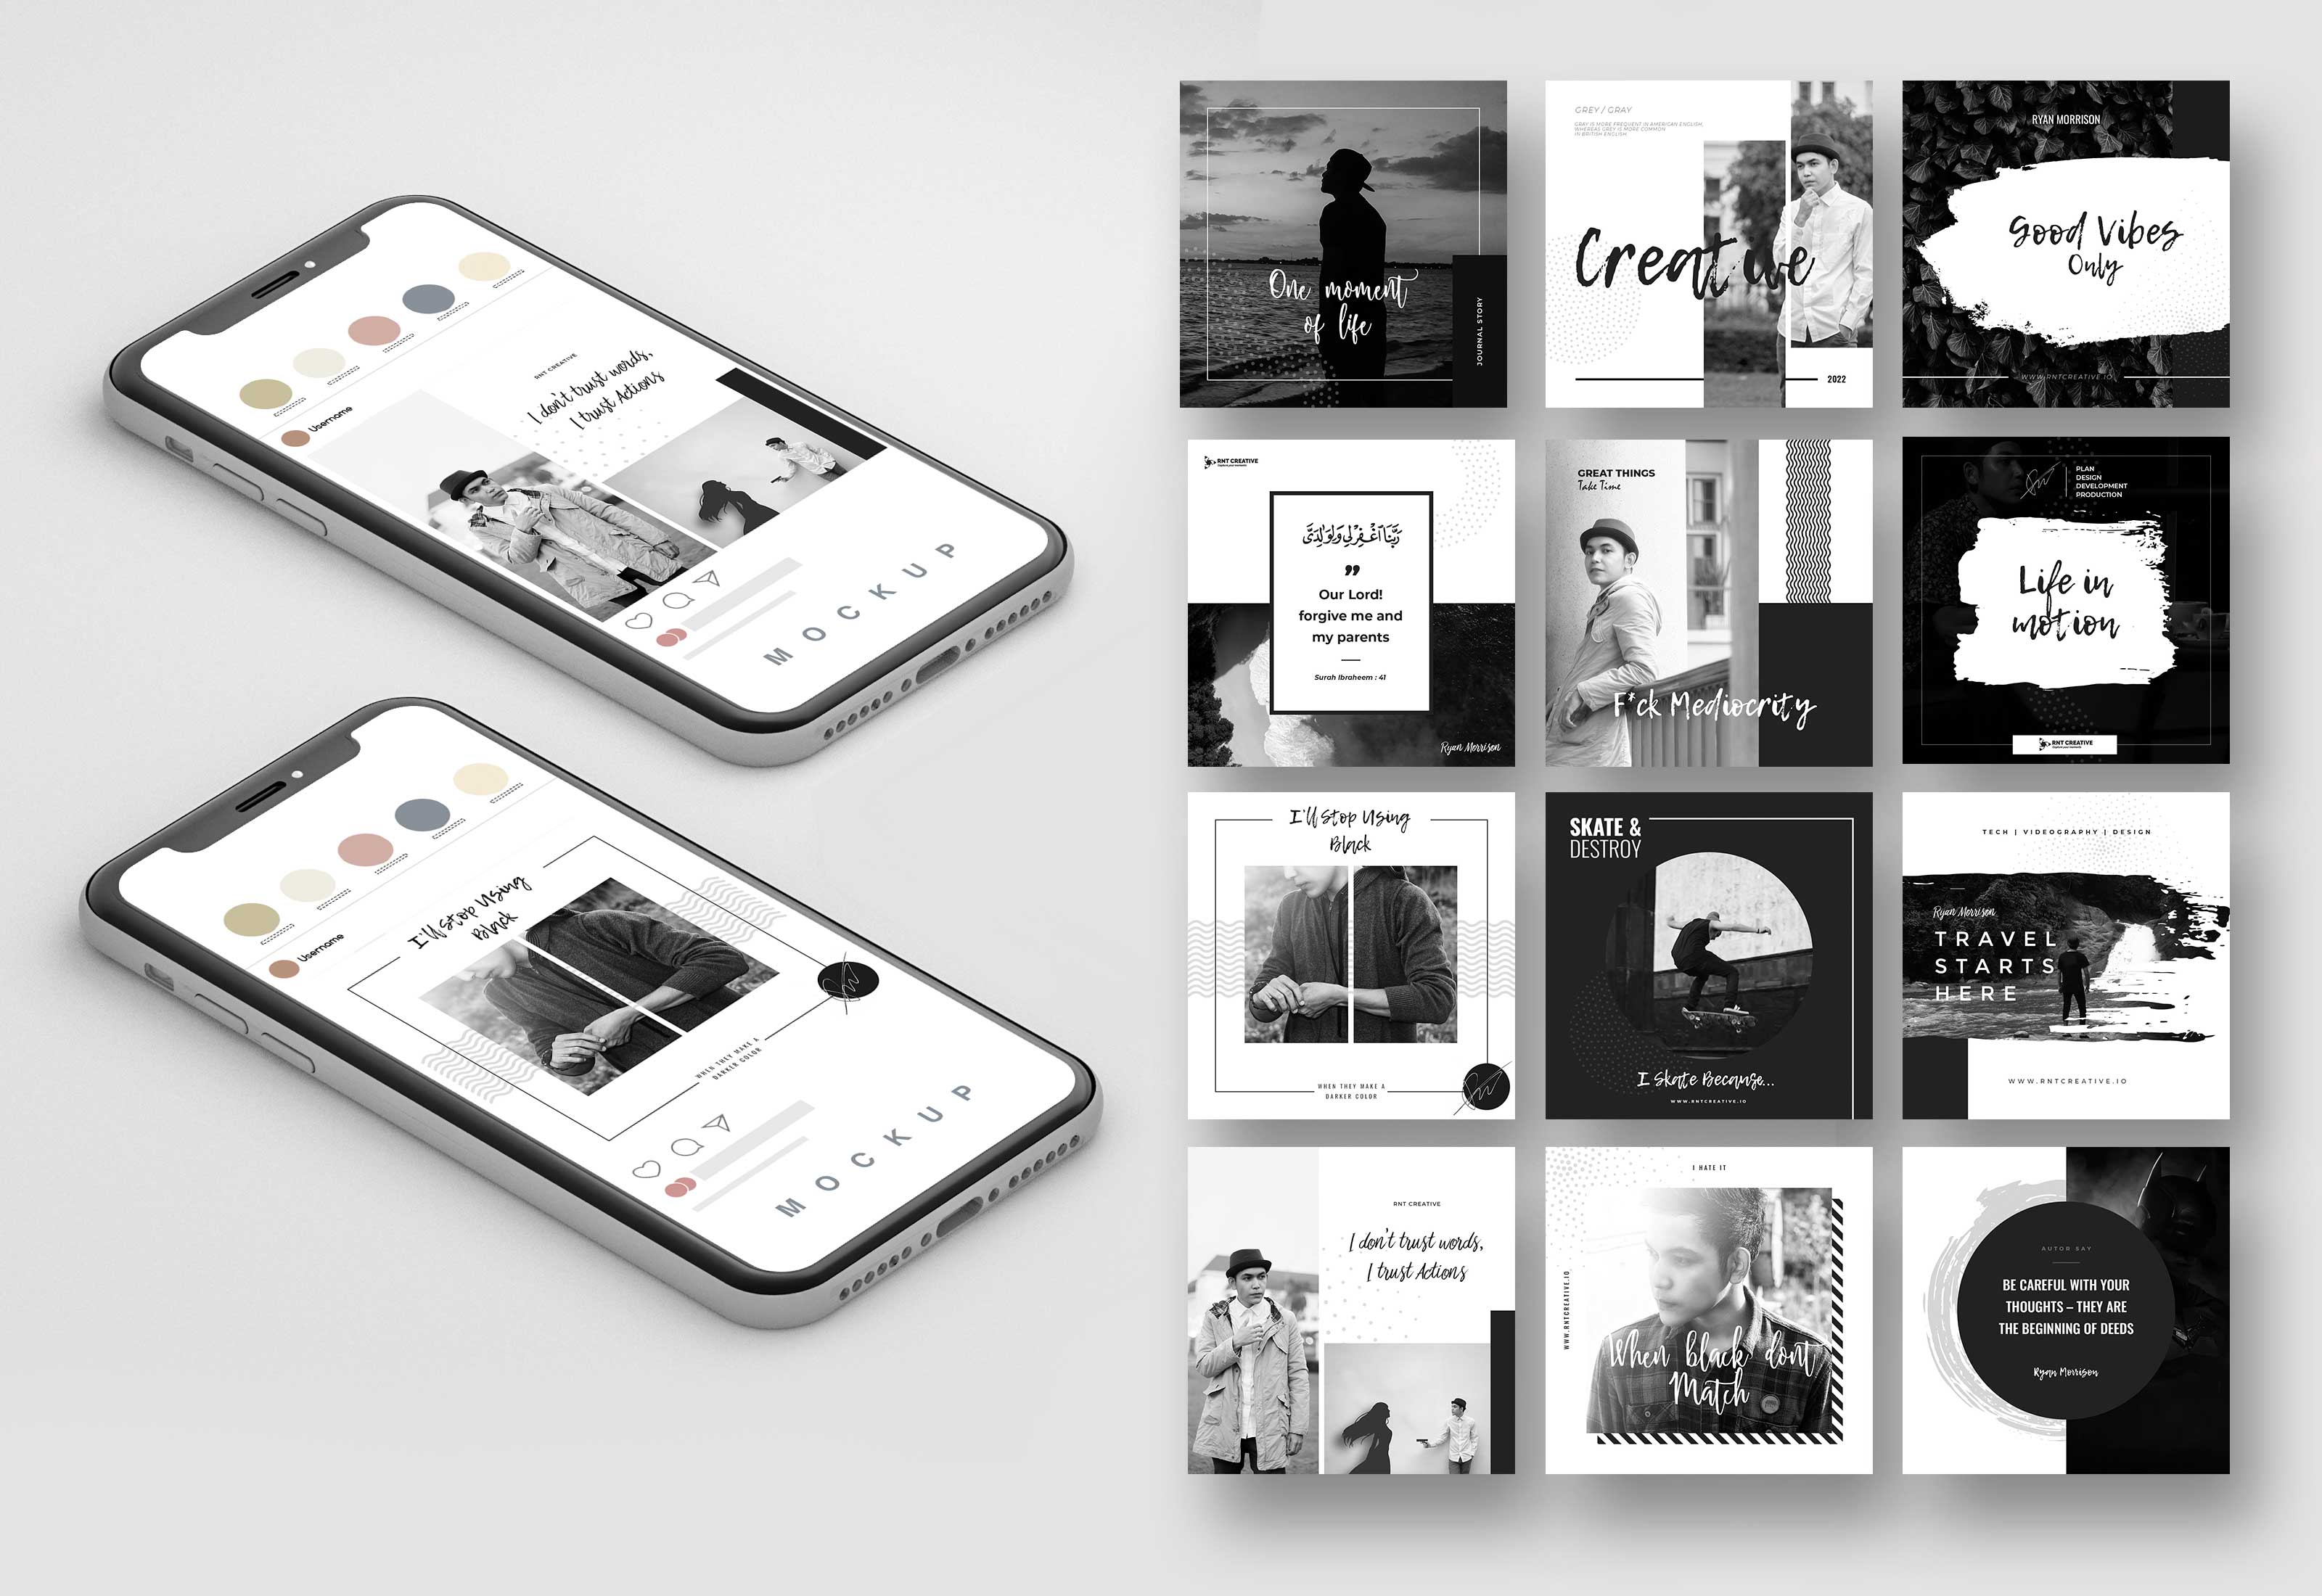 Username
RNT CREATIVE
I don't trust words,
I trust Actions
MOCKUP
Username
I'll Stop Using
Black
WHEN THEY MAKE A
DARKER COLOR
MOCKUP
One moment
of life
JOURNAL STORY
GREY / GRAY
GRAY IS MORE FREQUENT IN AMERICAN ENGLISH,
WHEREAS GREY IS MORE COMMON
IN BRITISH ENGLISH
Creative
2022
RYAN MORRISON
Good Vibes
Only
WWW.RNTCREATIVE.IO
RNT CREATIVE
Capture your moments
رَبَّنَا اغْفِرْ لِي وَلِوَالِدَيَّ
”
Our Lord!
forgive me and
my parents
Surah Ibraheem : 41
Ryan Morrison
GREAT THINGS
Take Time
F*ck Mediocrity
PLAN
DESIGN
DEVELOPMENT
PRODUCTION
Life in
motion
RNT CREATIVE
Capture your moments
I'll Stop Using
Black
WHEN THEY MAKE A
DARKER COLOR
SKATE &
DESTROY
I Skate Because...
WWW.RNTCREATIVE.IO
TECH | VIDEOGRAPHY | DESIGN
Ryan Morrison
TRAVEL
STARTS
HERE
WWW.RNTCREATIVE.IO
RNT CREATIVE
I don't trust words,
I trust Actions
I HATE IT
WWW.RNTCREATIVE.IO
When black dont
Match
AUTOR SAY
BE CAREFUL WITH YOUR
THOUGHTS – THEY ARE
THE BEGINNING OF DEEDS
Ryan Morrison